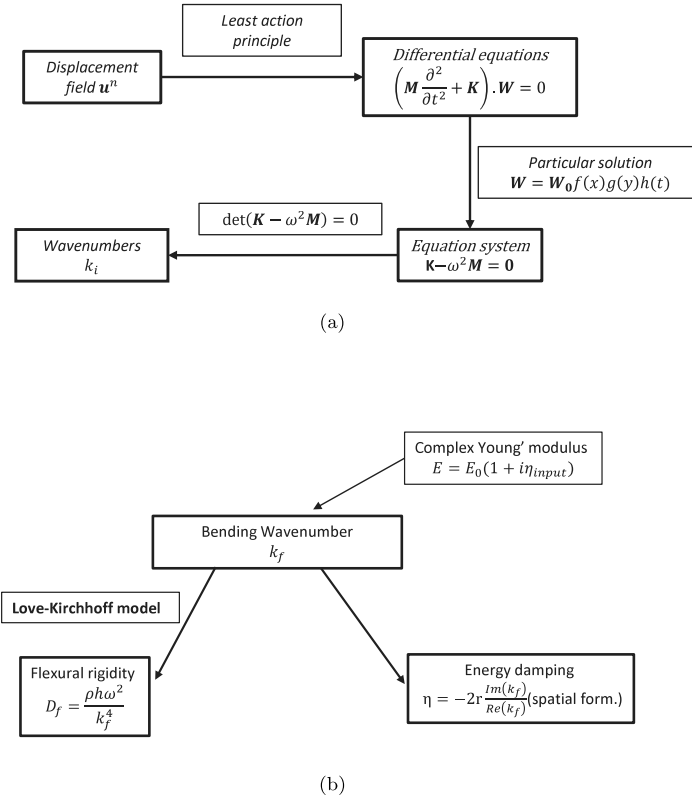 Least action
principle
Displacement
field uⁿ
Differential equations
(M ∂²/∂t² + K).W = 0
Particular solution
W = W₀f(x)g(y)h(t)
det(K − ω²M) = 0
Wavenumbers
kᵢ
Equation system
K−ω²M = 0
(a)
Complex Young' modulus
E = E₀(1 + iη_input)
Bending Wavenumber
k_f
Love-Kirchhoff model
Flexural rigidity
D_f = ρhω²/k_f⁴
Energy damping
η = −2r Im(k_f)/Re(k_f) (spatial form.)
(b)